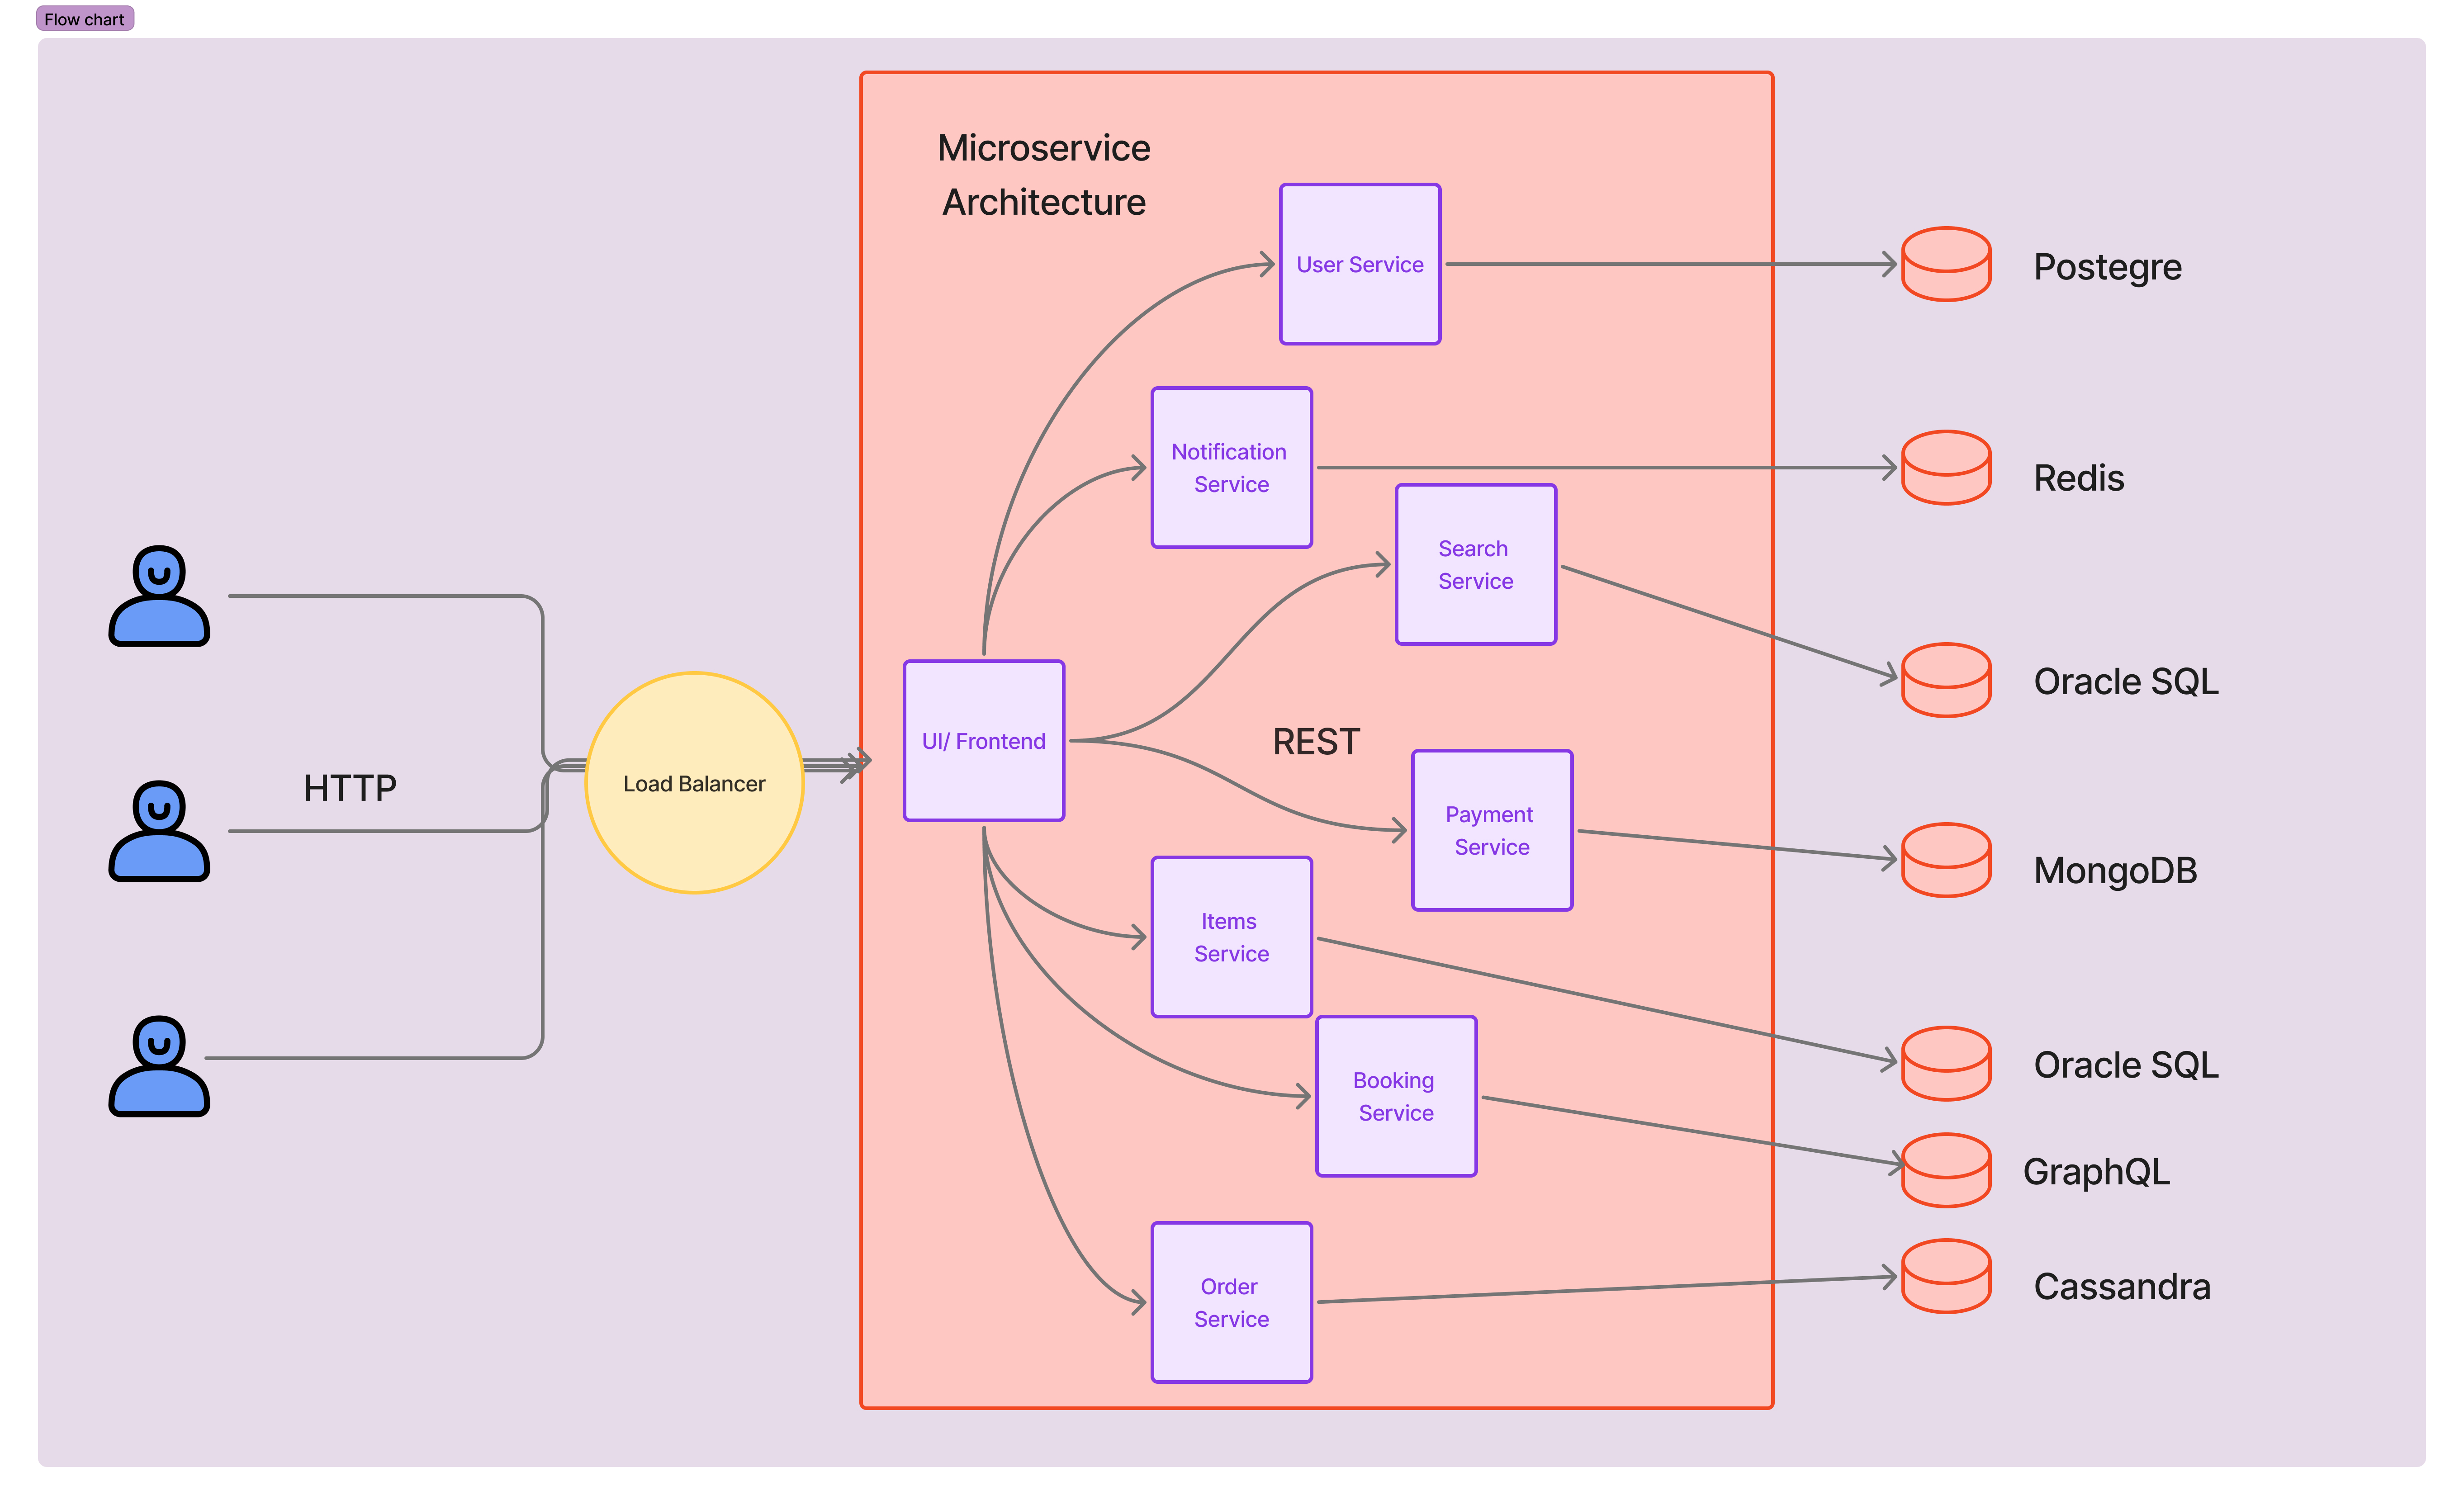 Flow chart
Microservice
Architecture
User Service
Postegre
Notification
Service
Redis
Search
Service
Oracle SQL
UI/ Frontend
REST
HTTP
Load Balancer
Payment
Service
MongoDB
Items
Service
Oracle SQL
Booking
Service
GraphQL
Order
Service
Cassandra